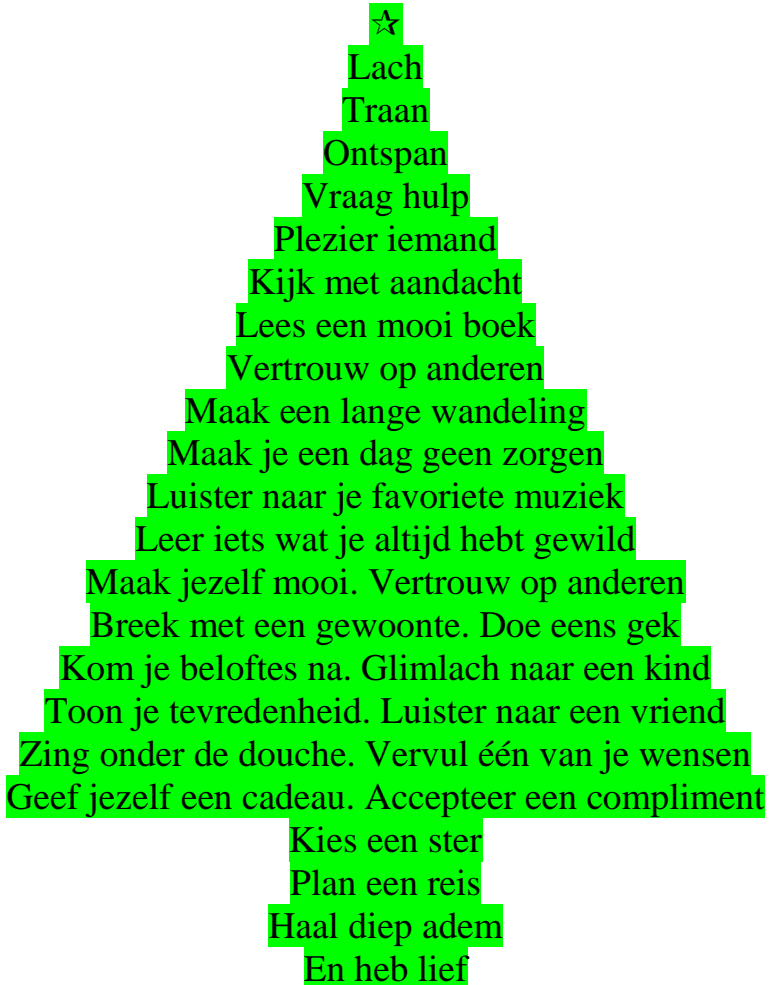 ☆
Lach
Traan
Ontspan
Vraag hulp
Plezier iemand
Kijk met aandacht
Lees een mooi boek
Vertrouw op anderen
Maak een lange wandeling
Maak je een dag geen zorgen
Luister naar je favoriete muziek
Leer iets wat je altijd hebt gewild
Maak jezelf mooi. Vertrouw op anderen
Breek met een gewoonte. Doe eens gek
Kom je beloftes na. Glimlach naar een kind
Toon je tevredenheid. Luister naar een vriend
Zing onder de douche. Vervul één van je wensen
Geef jezelf een cadeau. Accepteer een compliment
Kies een ster
Plan een reis
Haal diep adem
En heb lief